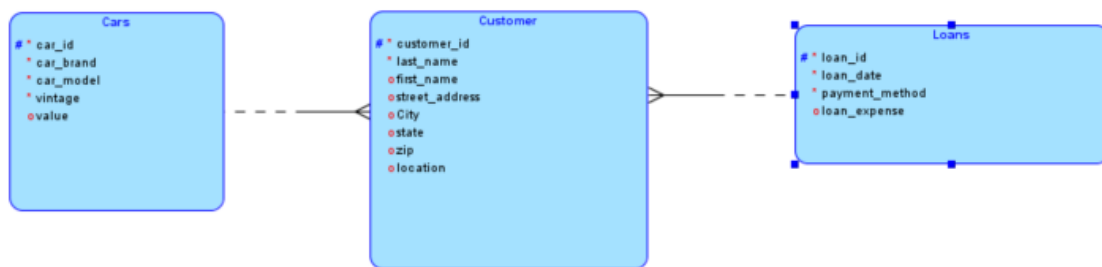 Cars
# * car_id
* car_brand
* car_model
* vintage
o value
Customer
# * customer_id
* last_name
o first_name
o street_address
o City
o state
o zip
o location
Loans
# * loan_id
* loan_date
* payment_method
o loan_expense